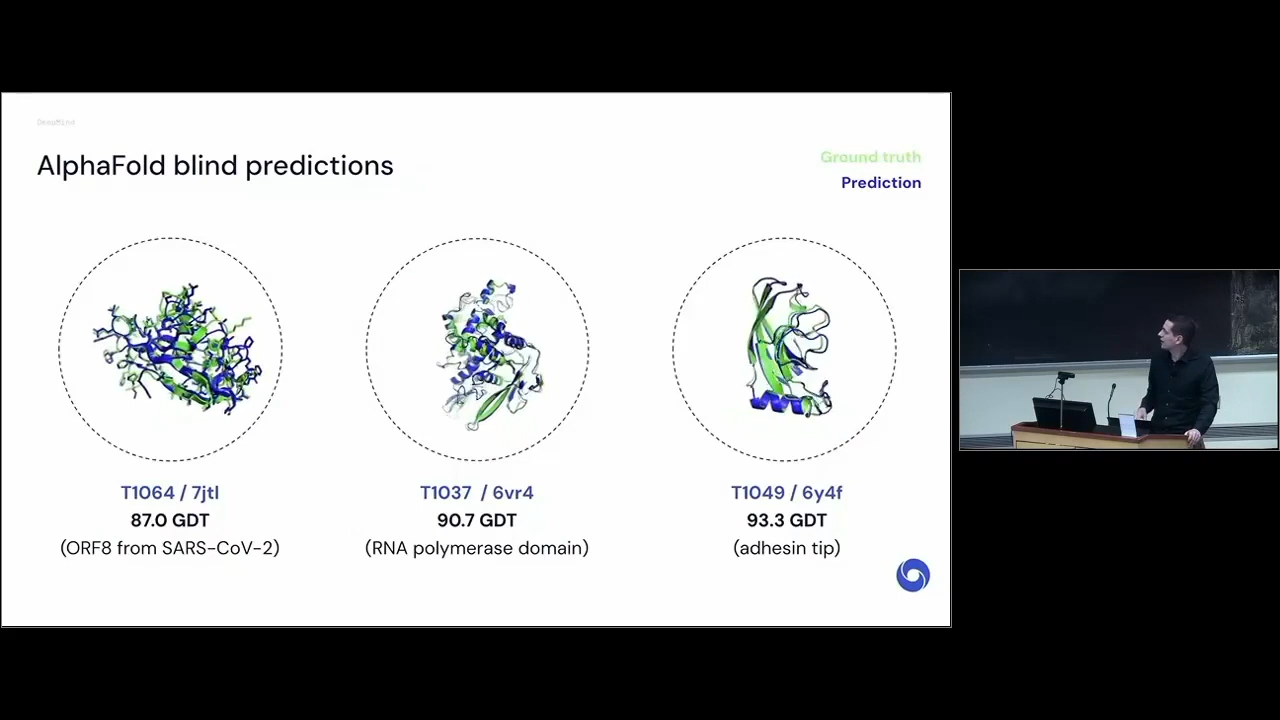 DeepMind
AlphaFold blind predictions
Ground truth
Prediction
T1064 / 7jtl
87.0 GDT
(ORF8 from SARS-CoV-2)
T1037 / 6vr4
90.7 GDT
(RNA polymerase domain)
T1049 / 6y4f
93.3 GDT
(adhesin tip)